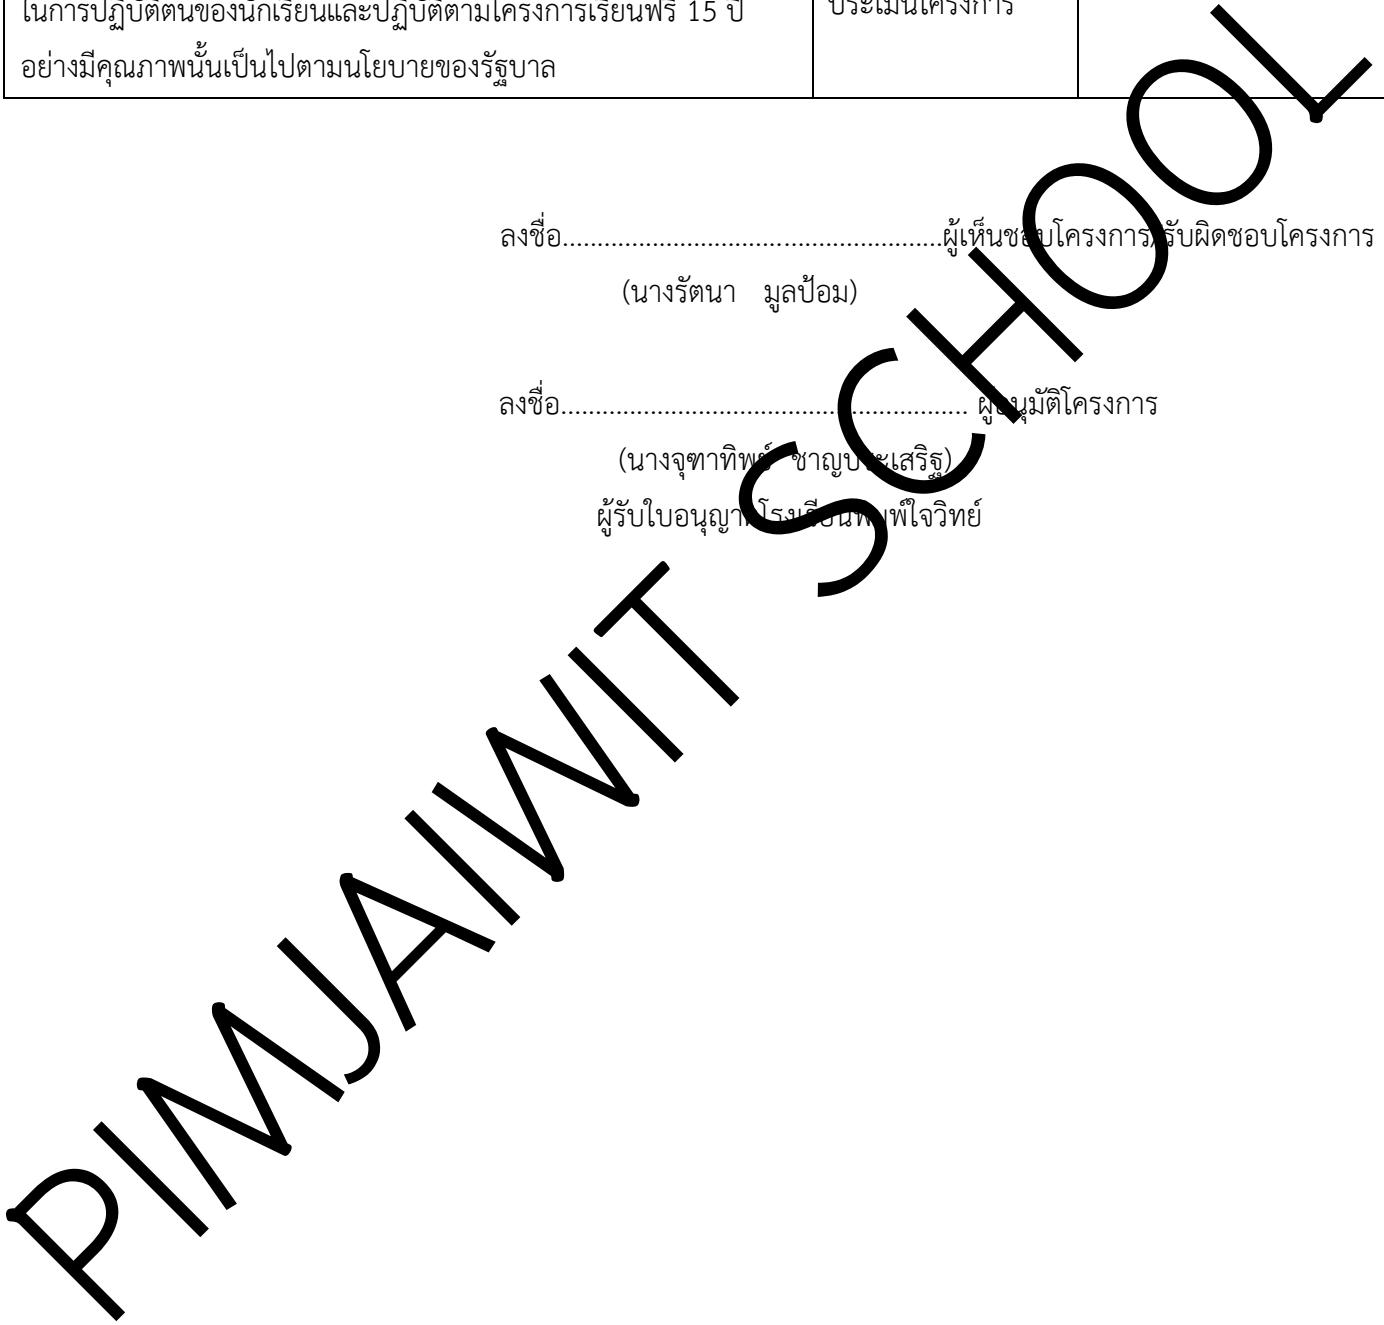 ในการปฏิบัติตนของนักเรียนและปฏิบัติตามโครงการเรียนฟรี 15 ปี
ประเมินโครงการ
อย่างมีคุณภาพนั้นเป็นไปตามนโยบายของรัฐบาล
ลงชื่อ..............................................ผู้เห็นชอบโครงการ/รับผิดชอบโครงการ
(นางรัตนา มูลป้อม)
ลงชื่อ................................................. ผู้อนุมัติโครงการ
(นางจุฑาทิพย์ ชาญประเสริฐ)
ผู้รับใบอนุญาตโรงเรียนพิมพ์ใจวิทย์
PIMJAIWIT SCHOOL